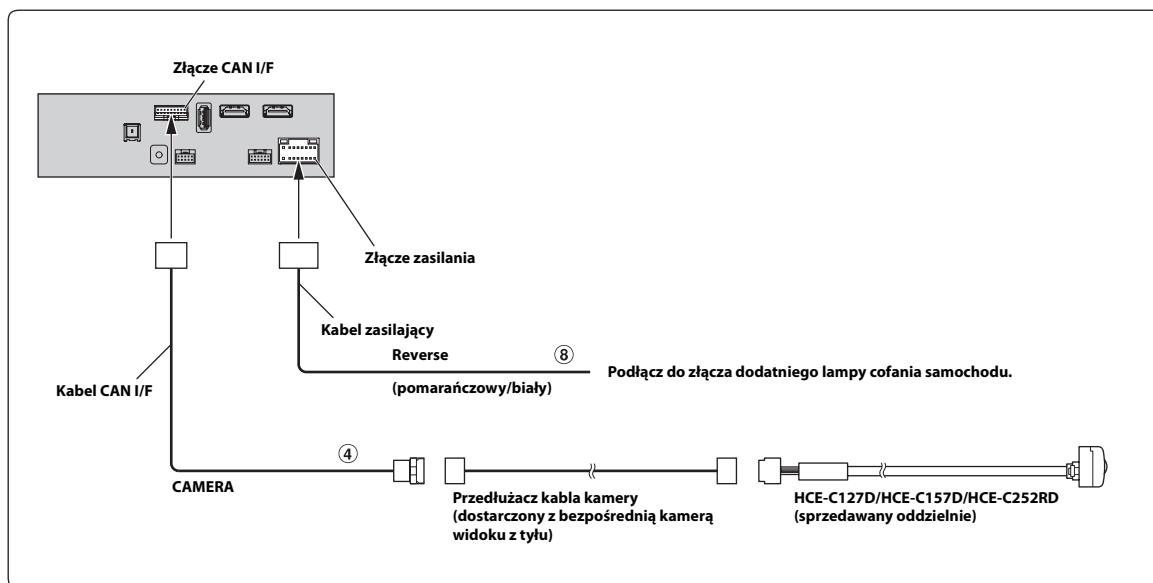 Złącze CAN I/F
Złącze zasilania
Kabel zasilający
Reverse
⑧
(pomarańczowy/biały)
Podłącz do złącza dodatniego lampy cofania samochodu.
Kabel CAN I/F
④
CAMERA
Przedłużacz kabla kamery
(dostarczony z bezpośrednią kamerą
widoku z tyłu)
HCE-C127D/HCE-C157D/HCE-C252RD
(sprzedawany oddzielnie)